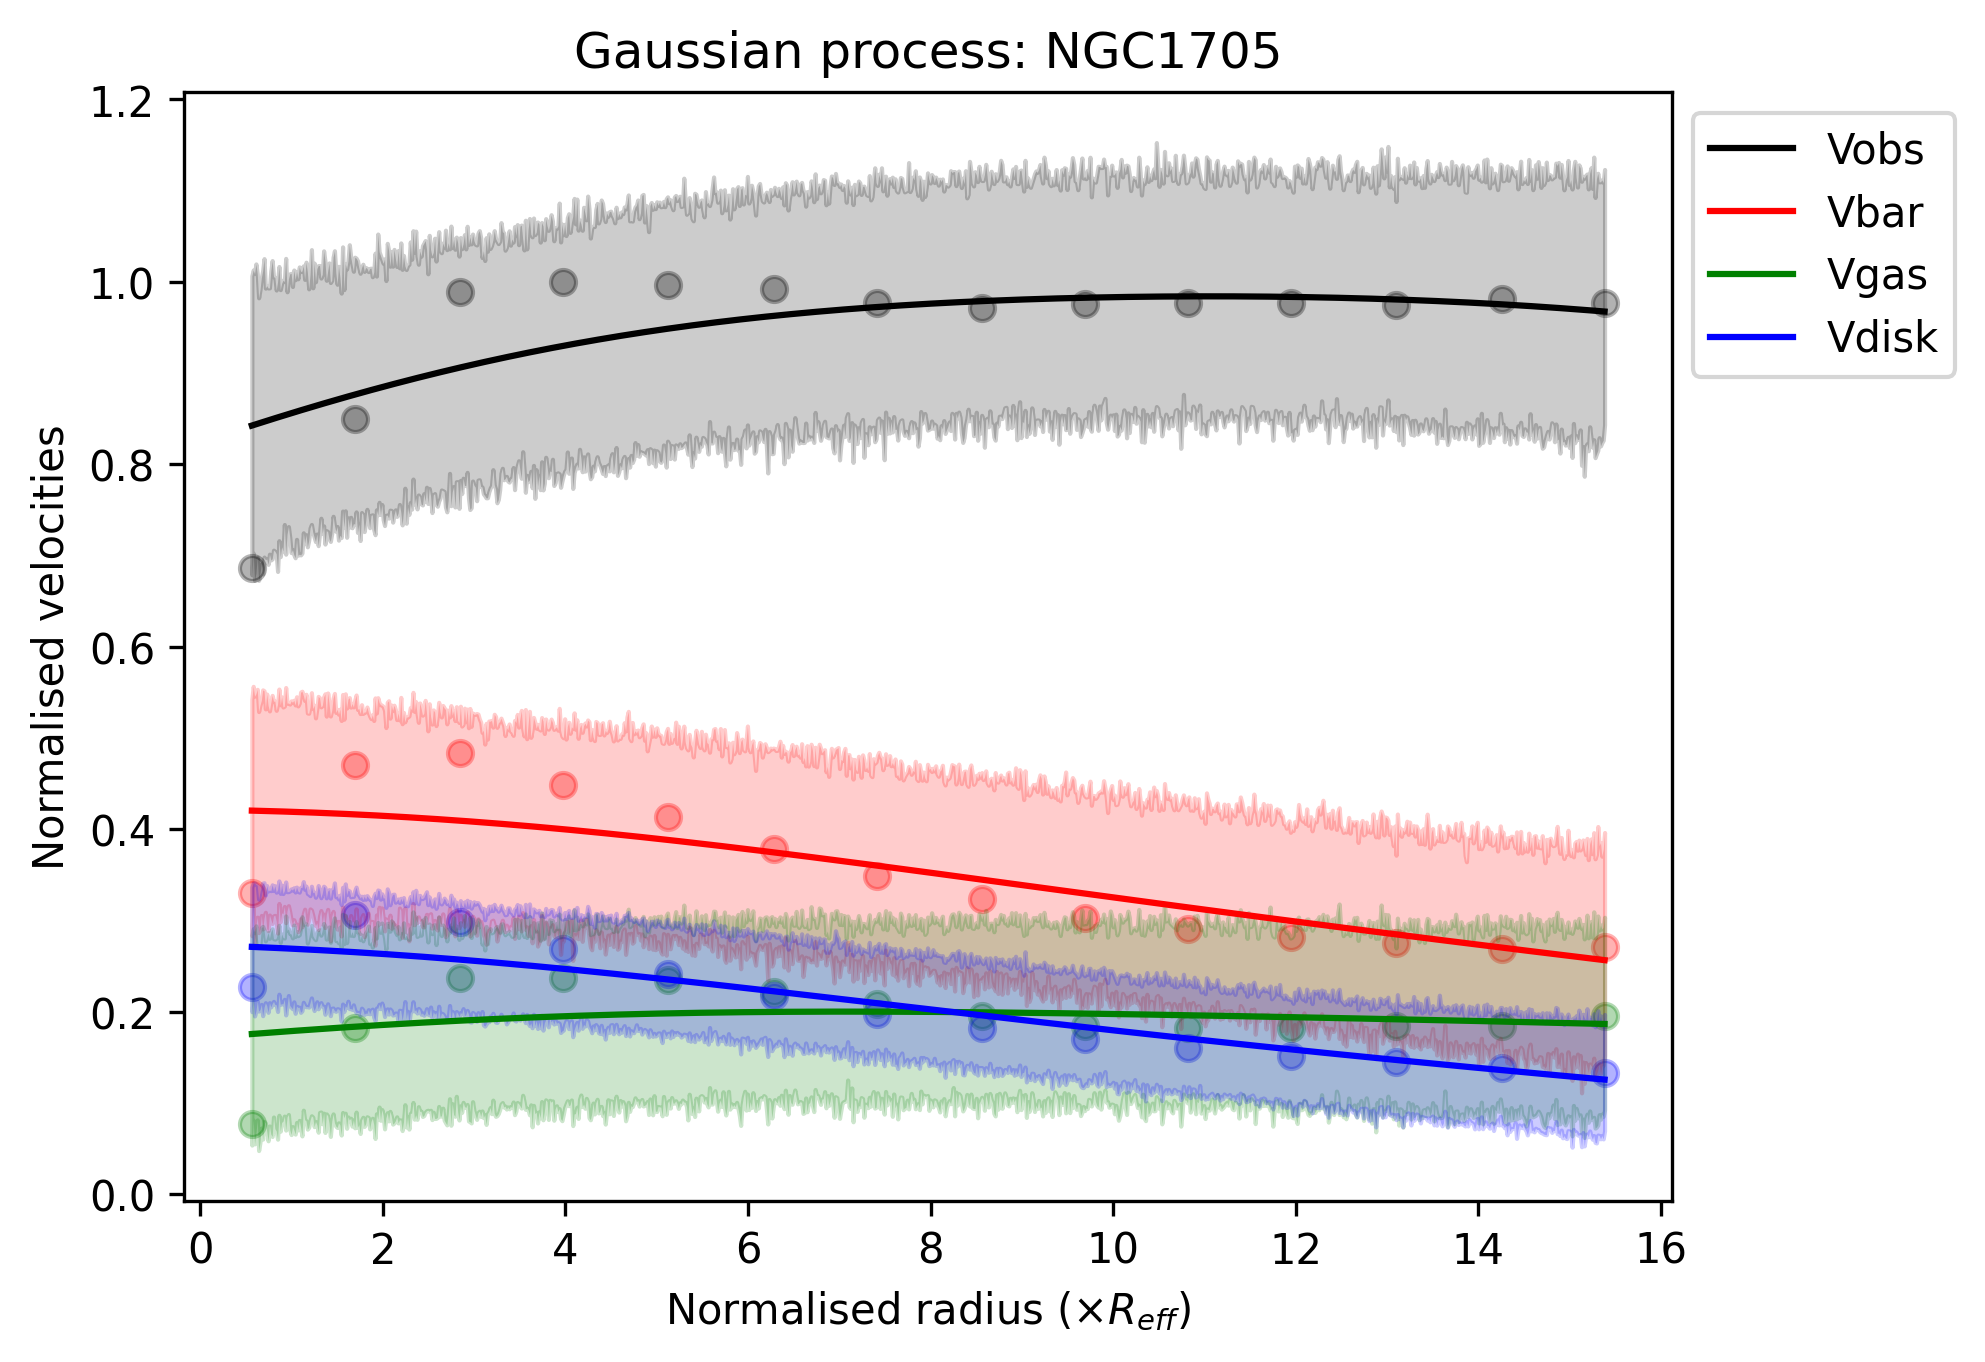 Gaussian process: NGC1705
1.2
1.0
0.8
0.6
0.4
0.2
0.0
Normalised velocities
0 2 4 6 8 10 12 14 16
Normalised radius (×R_eff)
Vobs
Vbar
Vgas
Vdisk